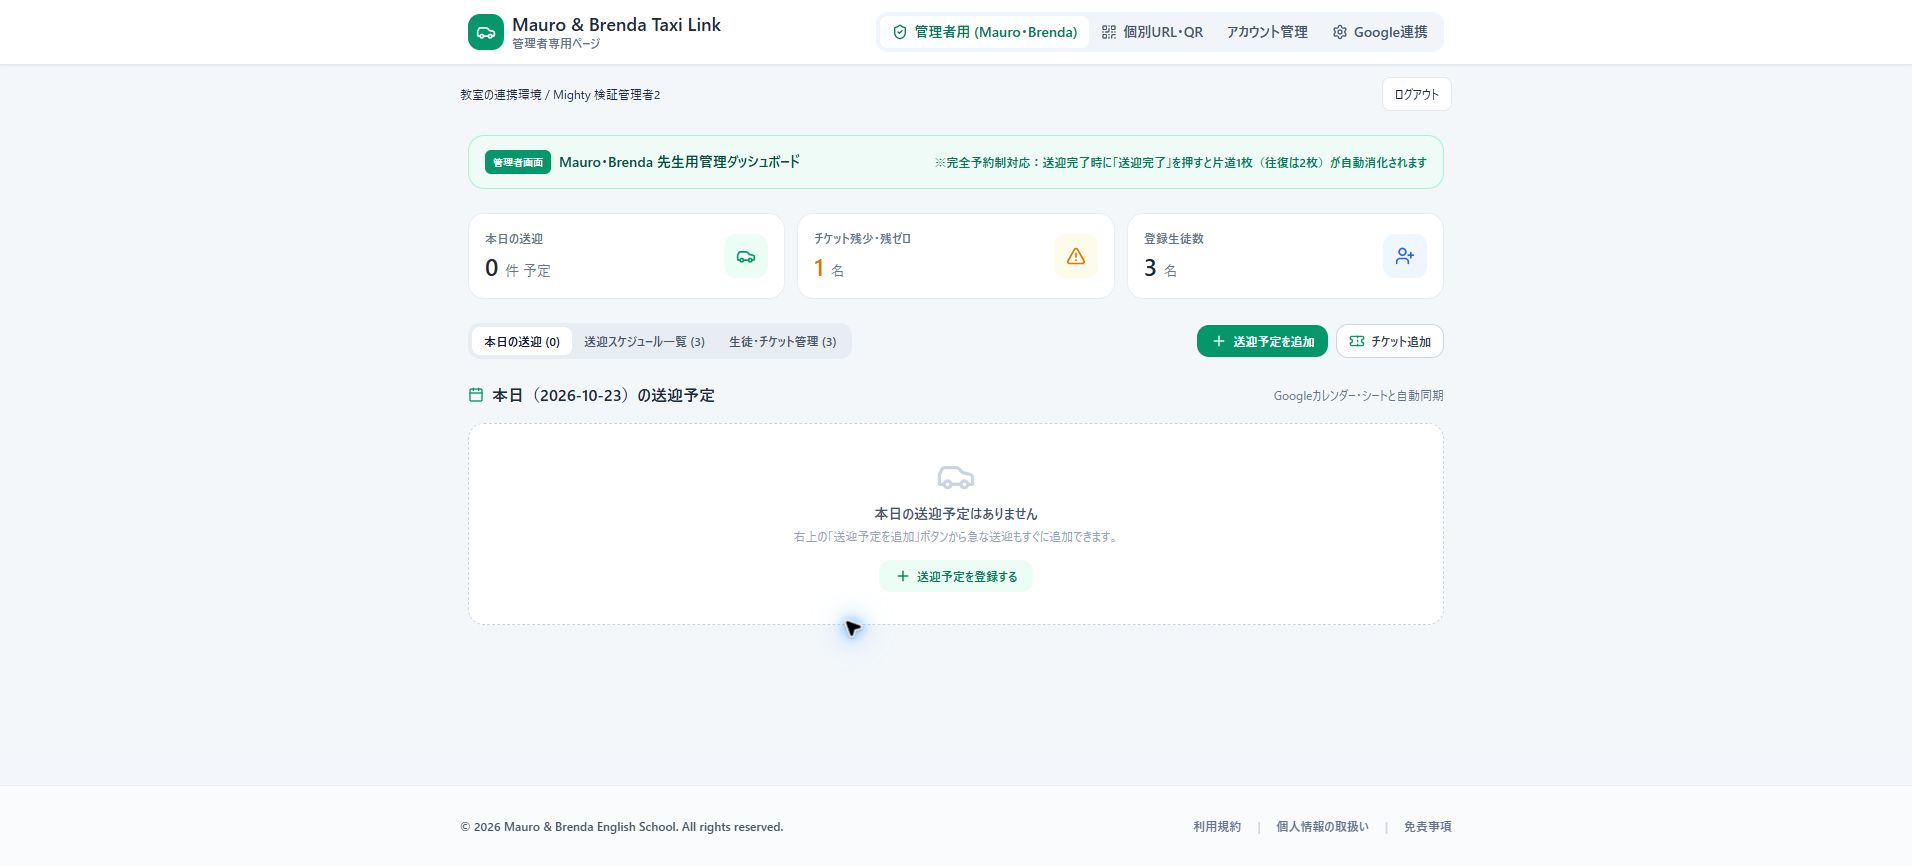 Mauro & Brenda Taxi Link
管理者専用ページ
管理者用 (Mauro・Brenda)
個別URL・QR
アカウント管理
Google連携
教室の連携環境 / Mighty 検証管理者2
ログアウト
管理者画面
Mauro・Brenda 先生用管理ダッシュボード
※完全予約制対応：送迎完了時に「送迎完了」を押すと片道1枚（往復は2枚）が自動消化されます
本日の送迎
0 件 予定
チケット残少・残ゼロ
1 名
登録生徒数
3 名
本日の送迎 (0)
送迎スケジュール一覧 (3)
生徒・チケット管理 (3)
送迎予定を追加
チケット追加
本日（2026-10-23）の送迎予定
Googleカレンダー・シートと自動同期
本日の送迎予定はありません
右上の「送迎予定を追加」ボタンから急な送迎もすぐに追加できます。
送迎予定を登録する
© 2026 Mauro & Brenda English School. All rights reserved.
利用規約 | 個人情報の取扱い | 免責事項